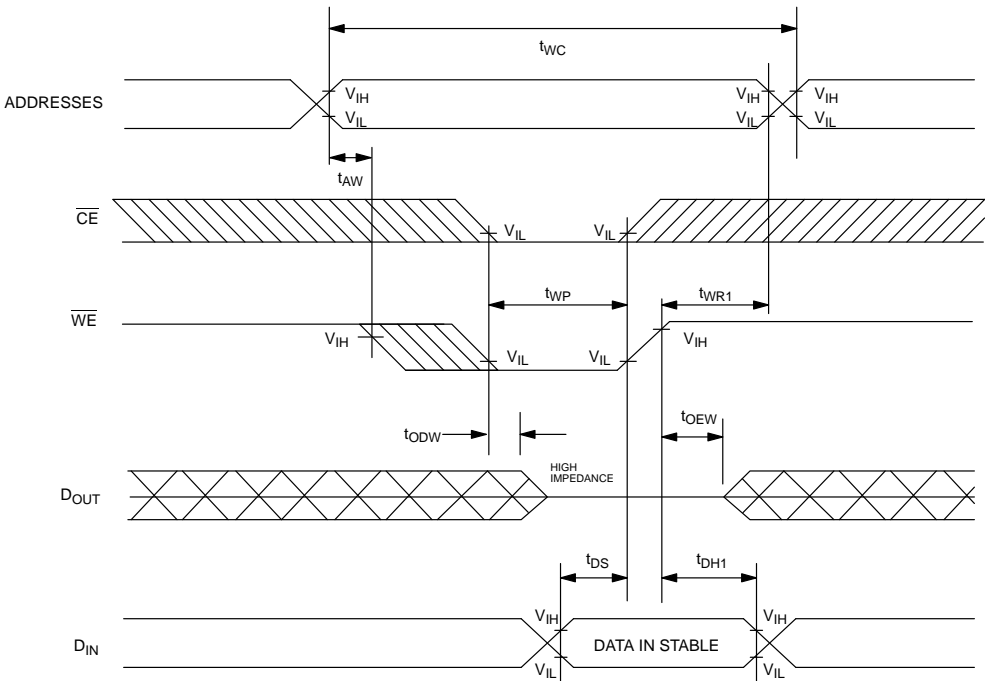 tWC
ADDRESSES
VIH
VIL
VIH
VIL
VIH
VIL
tAW
CE
VIL
VIL
tWP
tWR1
WE
VIH
VIL
VIL
VIH
tODW
tOEW
DOUT
HIGH
IMPEDANCE
tDS
tDH1
DIN
VIH
VIL
DATA IN STABLE
VIH
VIL